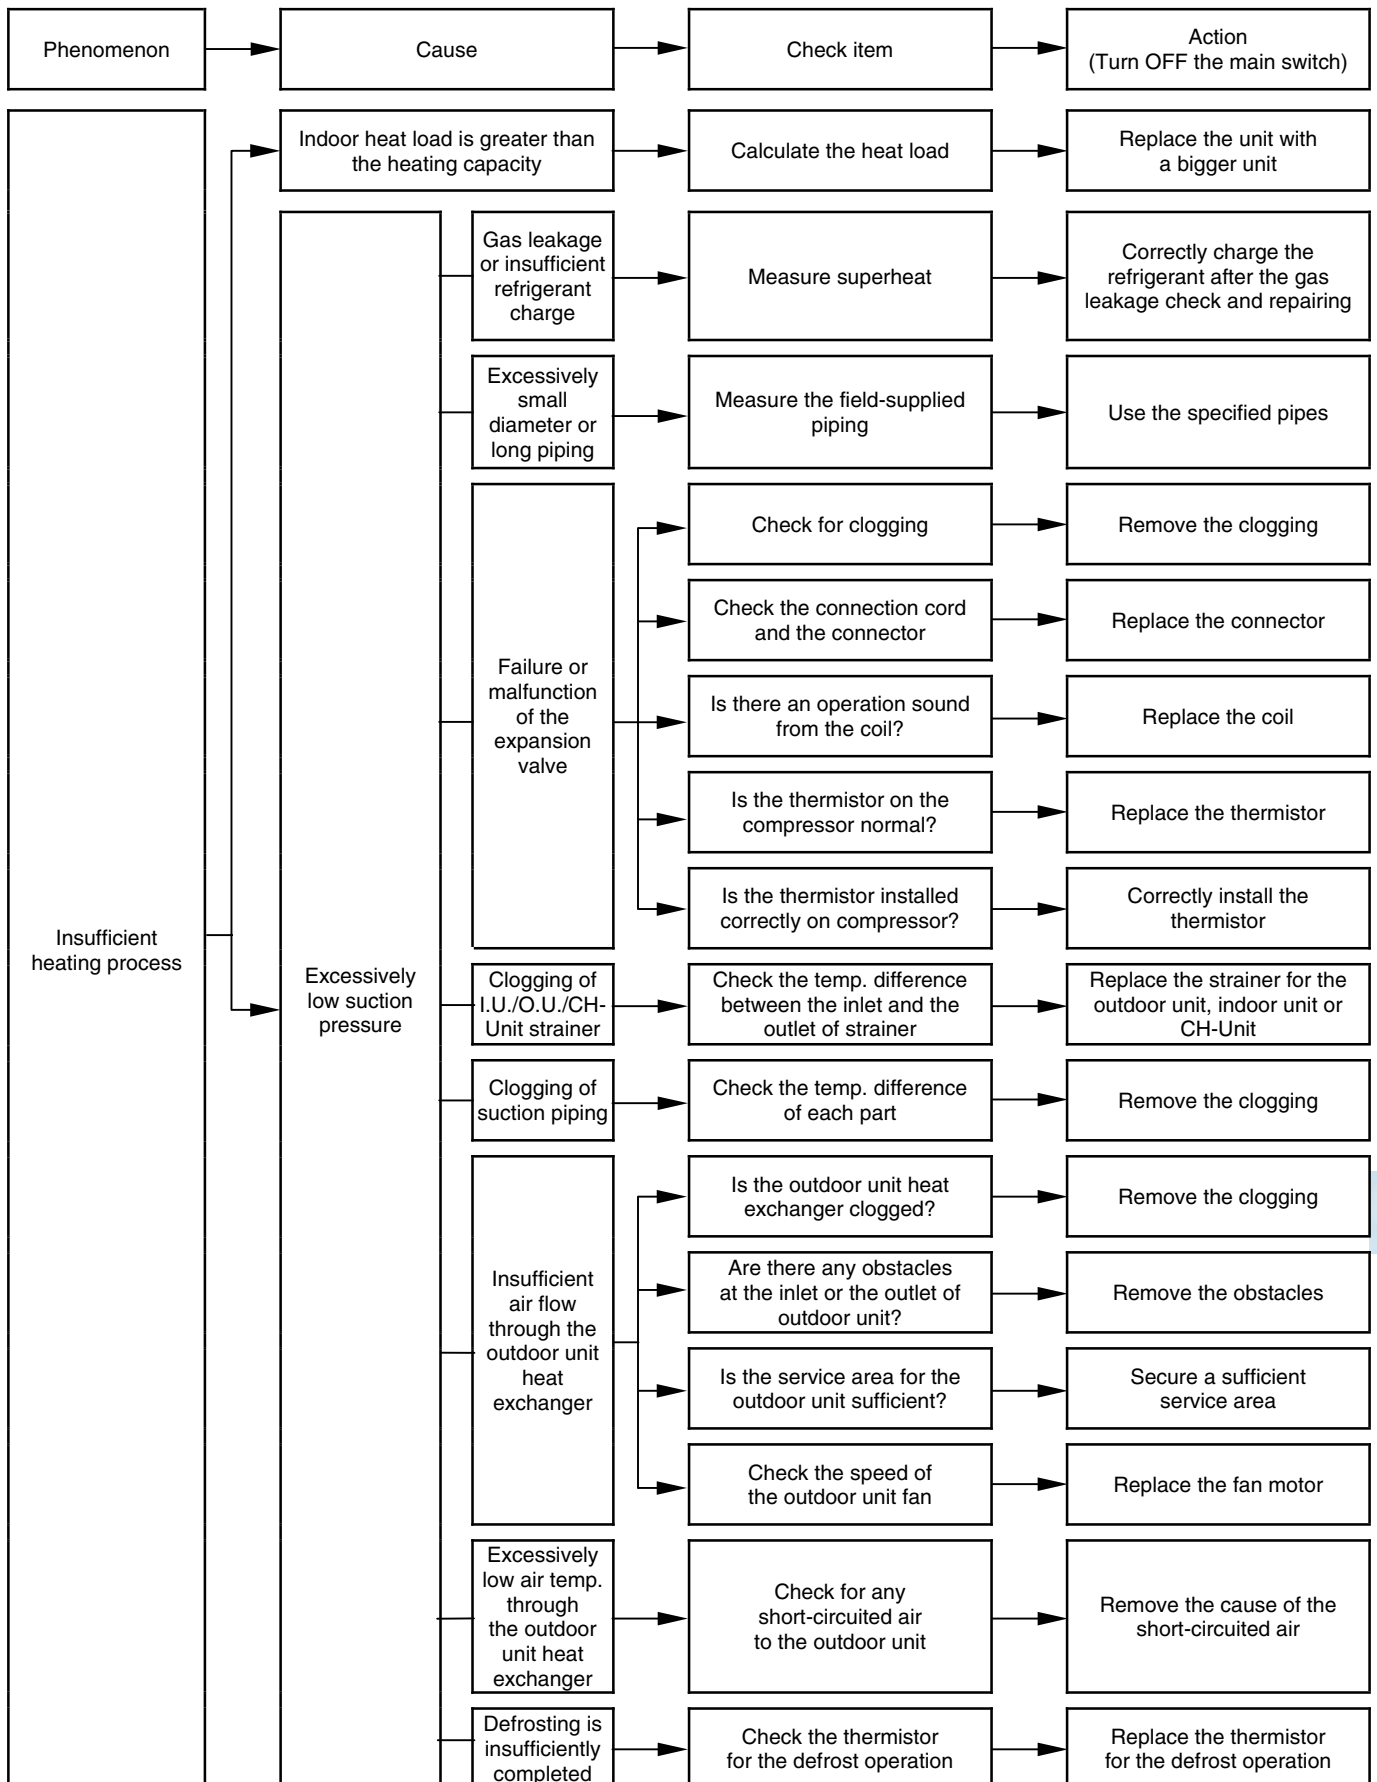 Phenomenon
Cause
Check item
Action
(Turn OFF the main switch)
Insufficient
heating process
Indoor heat load is greater than
the heating capacity
Calculate the heat load
Replace the unit with
a bigger unit
Excessively
low suction
pressure
Gas leakage
or insufficient
refrigerant
charge
Measure superheat
Correctly charge the
refrigerant after the gas
leakage check and repairing
Excessively
small
diameter or
long piping
Measure the field-supplied
piping
Use the specified pipes
Failure or
malfunction
of the
expansion
valve
Check for clogging
Remove the clogging
Check the connection cord
and the connector
Replace the connector
Is there an operation sound
from the coil?
Replace the coil
Is the thermistor on the
compressor normal?
Replace the thermistor
Is the thermistor installed
correctly on compressor?
Correctly install the
thermistor
Clogging of
I.U./O.U./CH-
Unit strainer
Check the temp. difference
between the inlet and the
outlet of strainer
Replace the strainer for the
outdoor unit, indoor unit or
CH-Unit
Clogging of
suction piping
Check the temp. difference
of each part
Remove the clogging
Insufficient
air flow
through the
outdoor unit
heat
exchanger
Is the outdoor unit heat
exchanger clogged?
Remove the clogging
Are there any obstacles
at the inlet or the outlet of
outdoor unit?
Remove the obstacles
Is the service area for the
outdoor unit sufficient?
Secure a sufficient
service area
Check the speed of
the outdoor unit fan
Replace the fan motor
Excessively
low air temp.
through
the outdoor
unit heat
exchanger
Check for any
short-circuited air
to the outdoor unit
Remove the cause of the
short-circuited air
Defrosting is
insufficiently
completed
Check the thermistor
for the defrost operation
Replace the thermistor
for the defrost operation